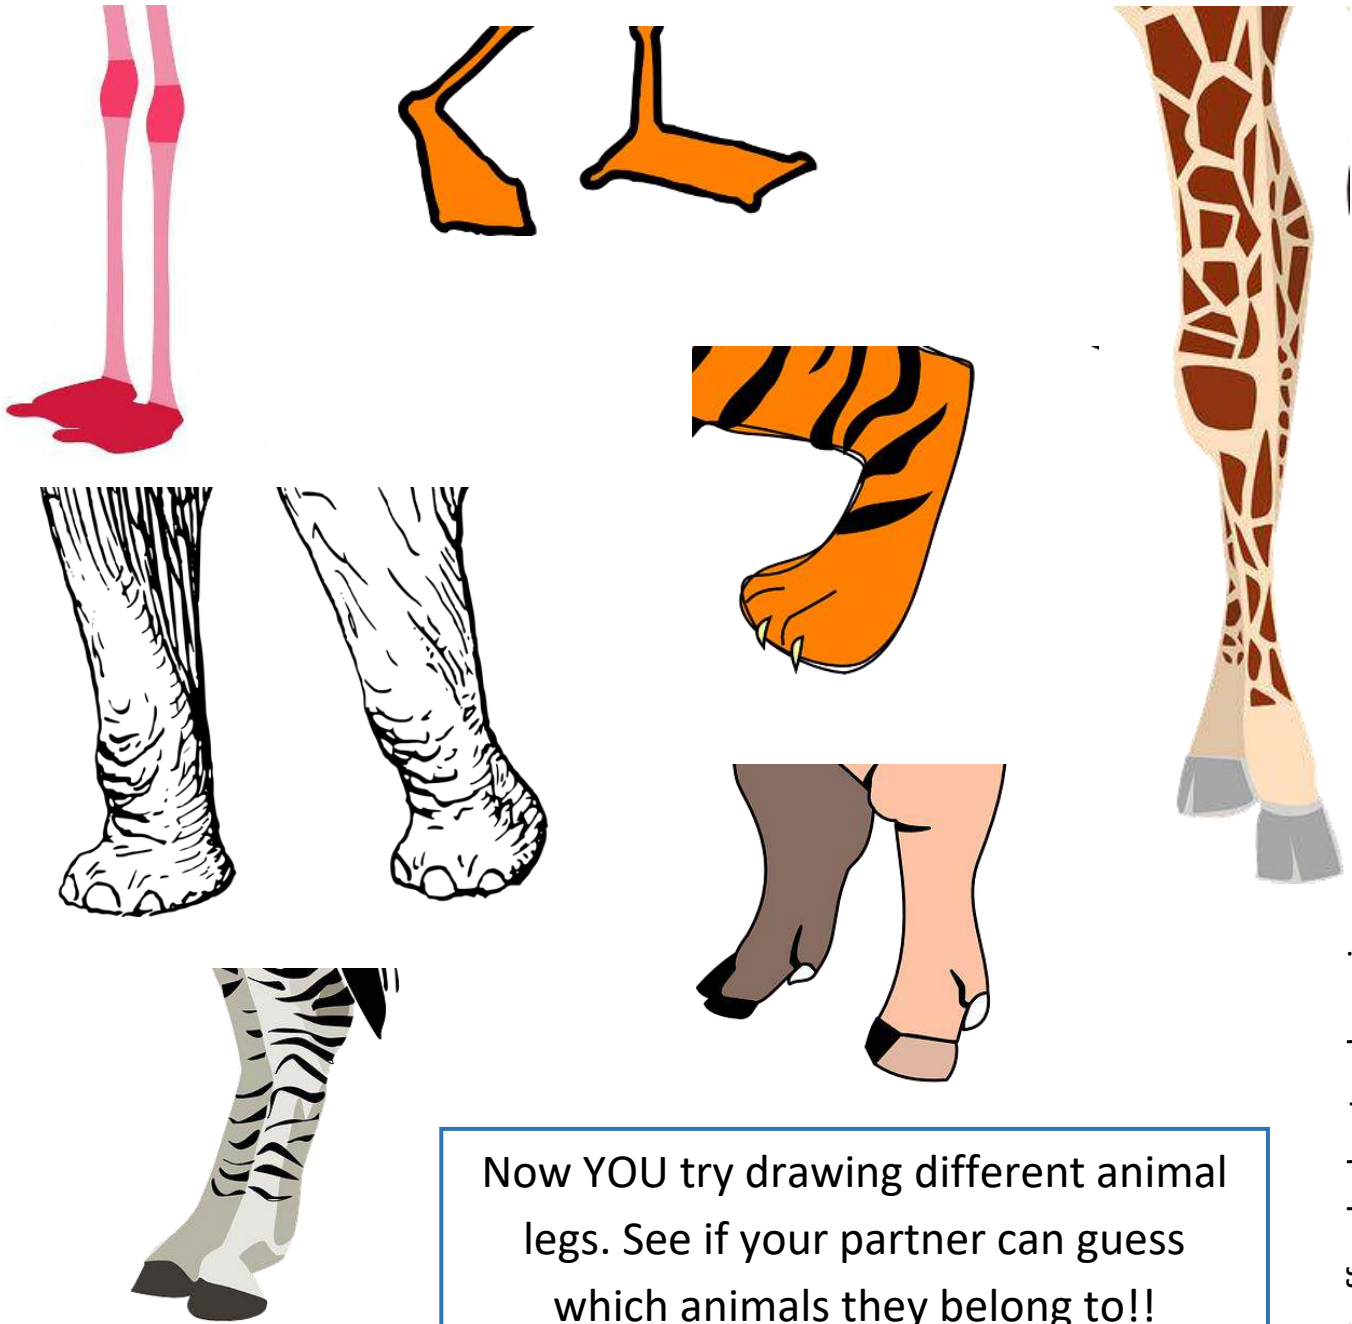 Now YOU try drawing different animal
legs. See if your partner can guess
which animals they belong to!!